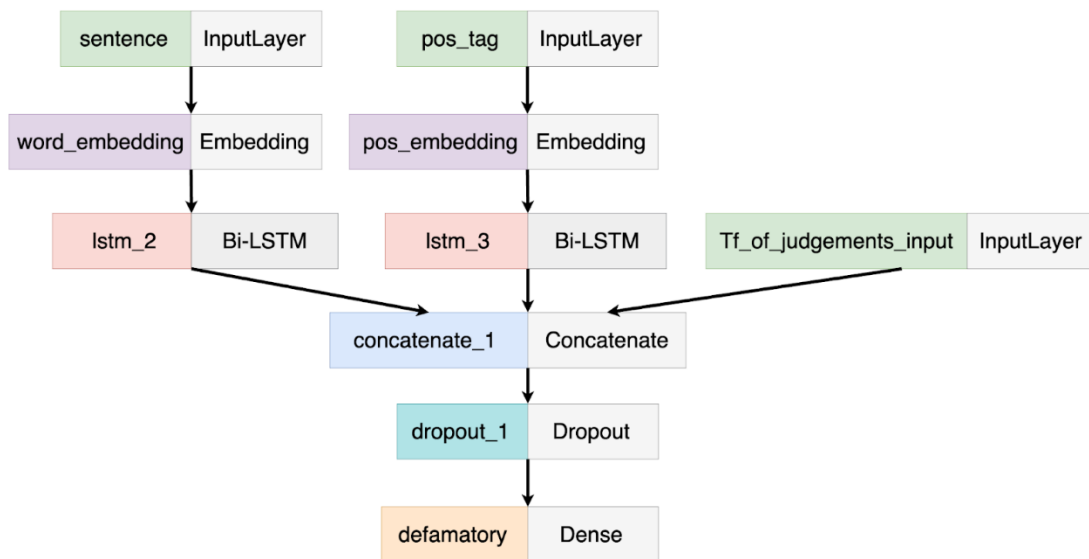 sentence InputLayer pos_tag InputLayer
word_embedding Embedding pos_embedding Embedding
lstm_2 Bi-LSTM lstm_3 Bi-LSTM Tf_of_judgements_input InputLayer
concatenate_1 Concatenate
dropout_1 Dropout
defamatory Dense